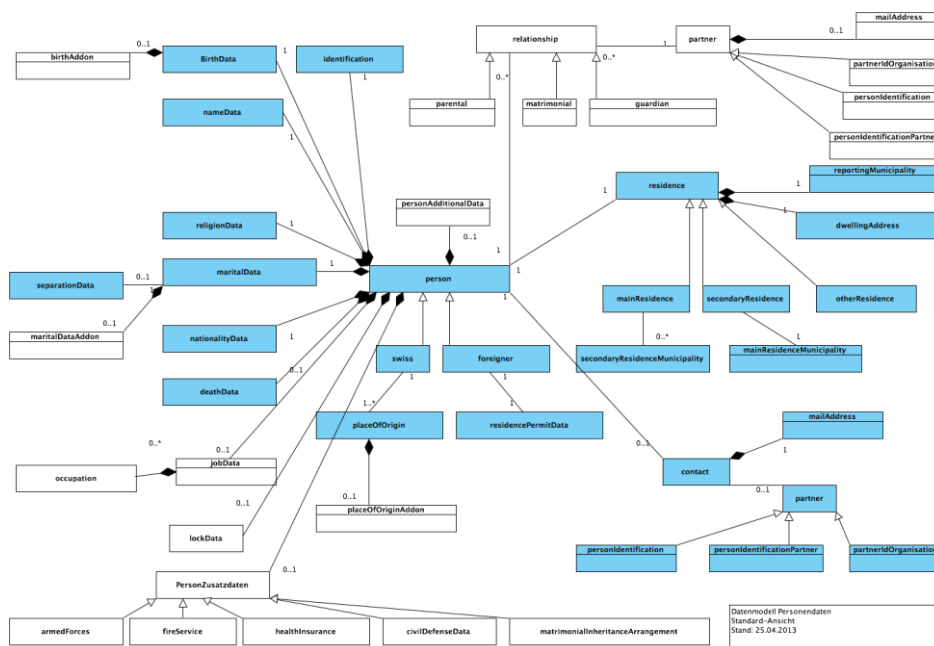 mailAddress
0..1
BirthData
1
identification
relationship
1
partner
0..1
birthAddon
1
0..*
0..*
partnerIdOrganisation
nameData
parental
matrimonial
guardian
personIdentification
1
personIdentificationPartner
reportingMunicipality
1
residence
1
personAdditionalData
1
religionData
1
0..1
dwellingAddress
maritalData
1
1
0..1
person
separationData
1
1
mainResidence
secondaryResidence
otherResidence
0..1
0..*
maritalDataAddon
nationalityData
1
swiss
foreigner
1
secondaryResidenceMunicipality
mainResidenceMunicipality
0..1
1
1
deathData
1..*
1
mailAddress
placeOfOrigin
residencePermitData
0..*
0..1
0..1
1
jobData
contact
occupation
0..1
partner
0..1
placeOfOriginAddon
lockData
personIdentification
personIdentificationPartner
partnerIdOrganisation
0..1
PersonZusatzdaten
Datenmodell Personendaten
Standard-Ansicht
Stand: 25.04.2013
armedForces
fireService
healthInsurance
civilDefenseData
matrimonialInheritanceArrangement